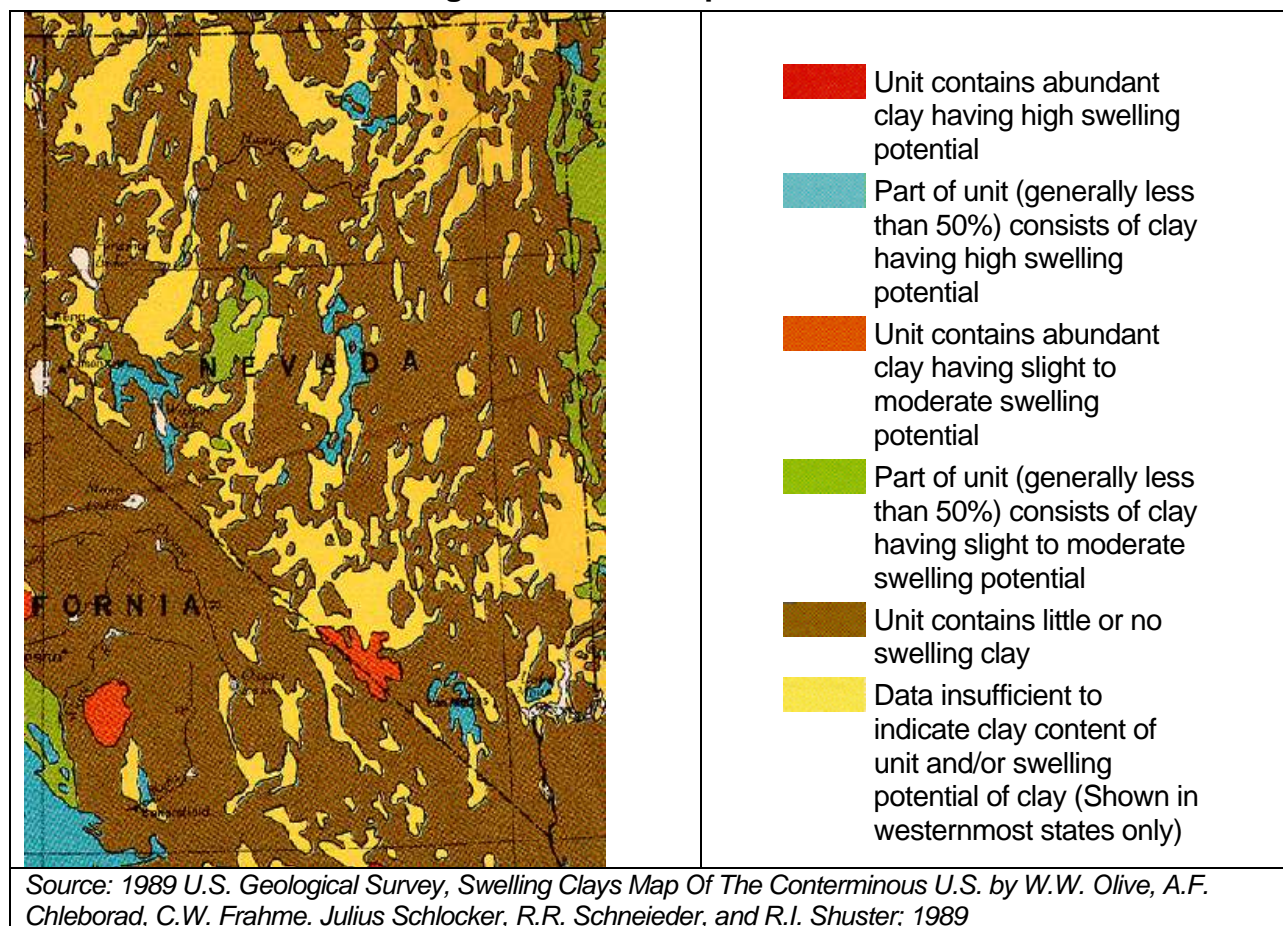 Unit contains abundant
clay having high swelling
potential
Part of unit (generally less
than 50%) consists of clay
having high swelling
potential
Unit contains abundant
clay having slight to
moderate swelling
potential
Part of unit (generally less
than 50%) consists of clay
having slight to moderate
swelling potential
Unit contains little or no
swelling clay
Data insufficient to
indicate clay content of
unit and/or swelling
potential of clay (Shown in
westernmost states only)
NEVADA
FORNIA
Source: 1989 U.S. Geological Survey, Swelling Clays Map Of The Conterminous U.S. by W.W. Olive, A.F.
Chleborad, C.W. Frahme, Julius Schlocker, R.R. Schneieder, and R.I. Shuster; 1989